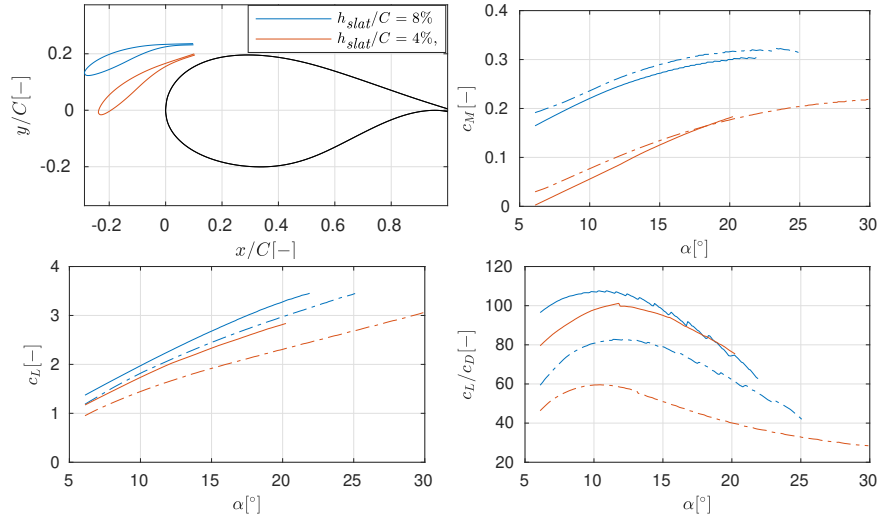 h_slat/C = 8%
h_slat/C = 4%,
0.2
0
-0.2
y/C[−]
-0.2 0 0.2 0.4 0.6 0.8
x/C[−]
0.4
0.3
0.2
0.1
0
c_M[−]
5 10 15 20 25 30
α[°]
4
3
2
1
0
c_L[−]
5 10 15 20 25 30
α[°]
120
100
80
60
40
20
c_L/c_D[−]
5 10 15 20 25 30
α[°]